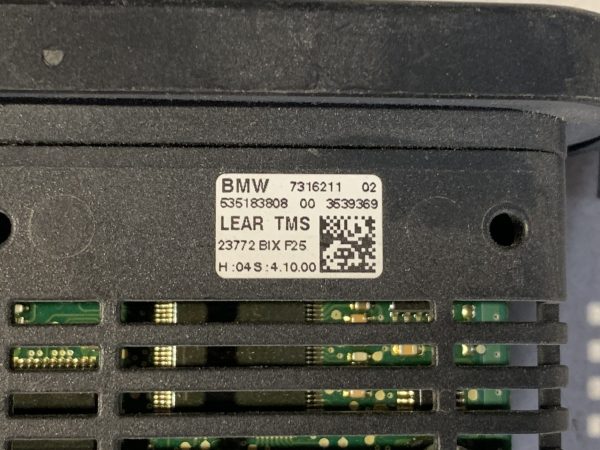 BMW 7316211 02
535183808 00 3539369
LEAR TMS
23772 BIX F25
H:04 S:4.10.00